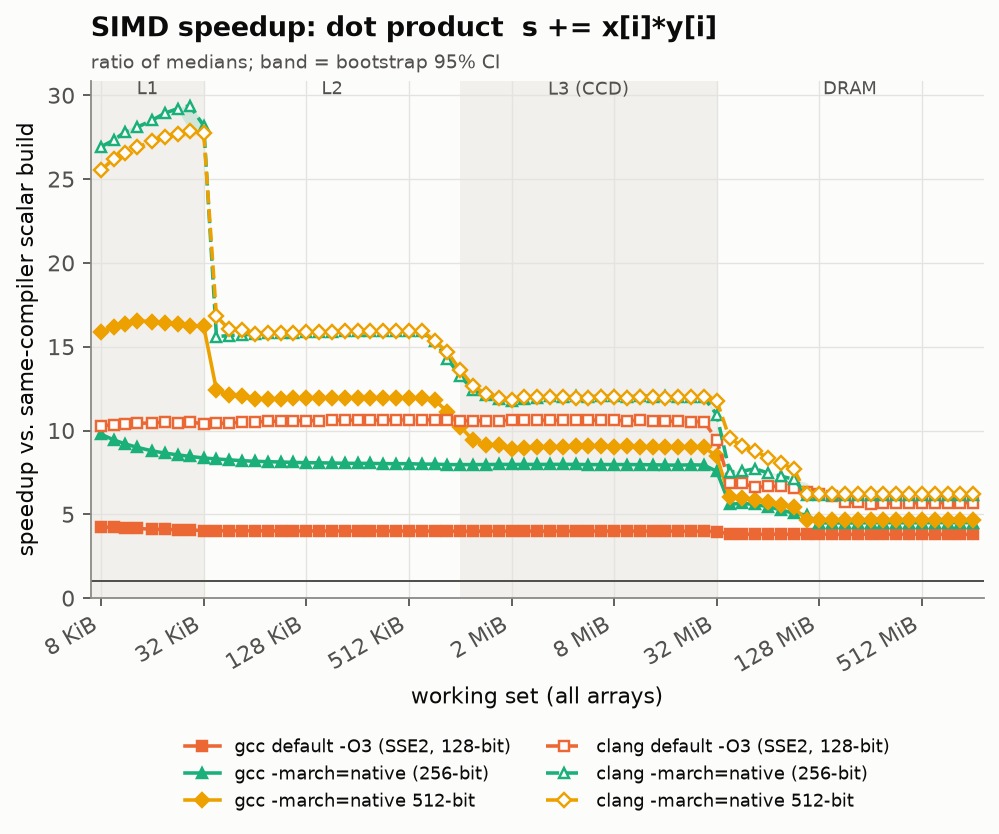 SIMD speedup: dot product  s += x[i]*y[i]
ratio of medians; band = bootstrap 95% CI
L1
L2
L3 (CCD)
DRAM
30
25
20
15
10
5
0
speedup vs. same-compiler scalar build
8 KiB
32 KiB
128 KiB
512 KiB
2 MiB
8 MiB
32 MiB
128 MiB
512 MiB
working set (all arrays)
gcc default -O3 (SSE2, 128-bit)
gcc -march=native (256-bit)
gcc -march=native 512-bit
clang default -O3 (SSE2, 128-bit)
clang -march=native (256-bit)
clang -march=native 512-bit